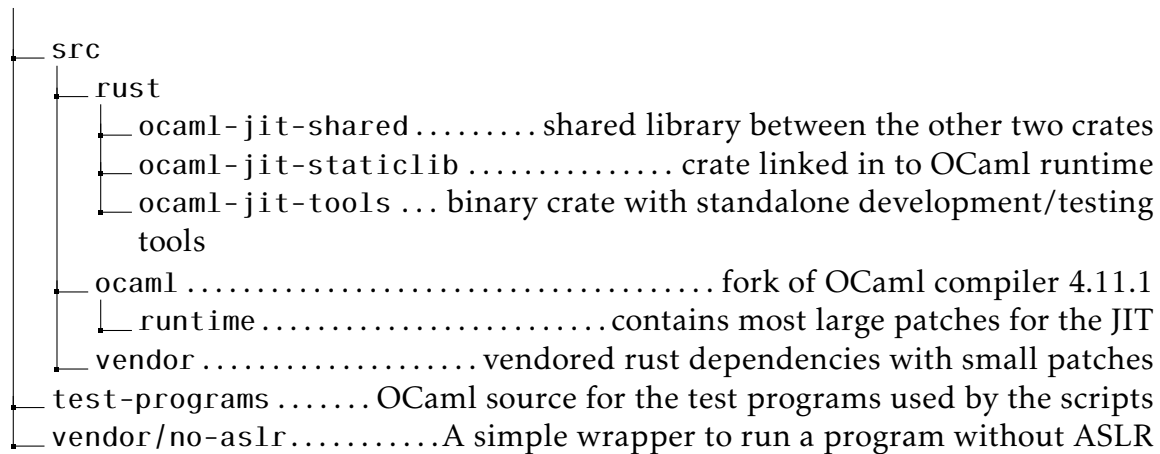 src
rust
ocaml-jit-shared.........shared library between the other two crates
ocaml-jit-staticlib...............crate linked in to OCaml runtime
ocaml-jit-tools...binary crate with standalone development/testing
tools
ocaml......................................fork of OCaml compiler 4.11.1
runtime.........................contains most large patches for the JIT
vendor....................vendored rust dependencies with small patches
test-programs.......OCaml source for the test programs used by the scripts
vendor/no-aslr...........A simple wrapper to run a program without ASLR